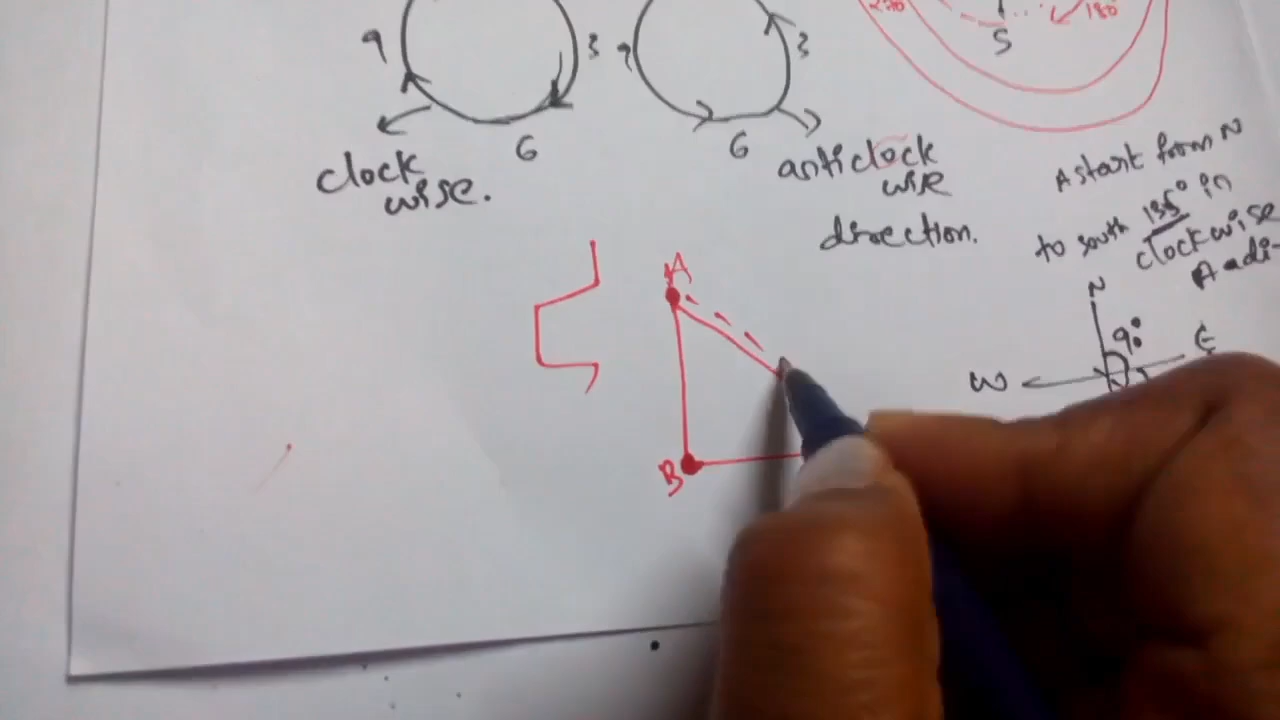 9
3
6
clock
wise.
9
3
6
anticlock
wise
direction.
180°
S
A start from N
to south 135° in
clockwise
A
N
90°
E
W
A
B